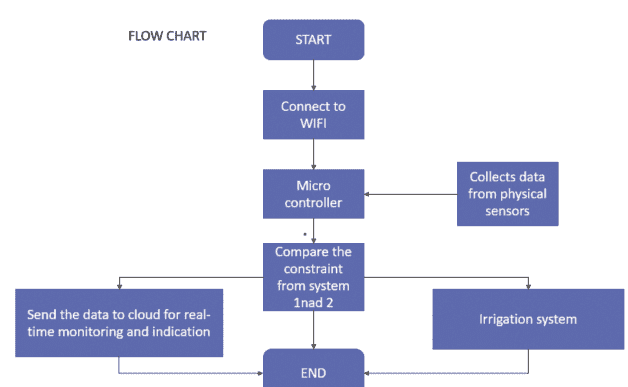 FLOW CHART
START
Connect to
WIFI
Micro
controller
Collects data
from physical
sensors
Compare the
constraint
from system
1nad 2
Send the data to cloud for real-
time monitoring and indication
Irrigation system
END